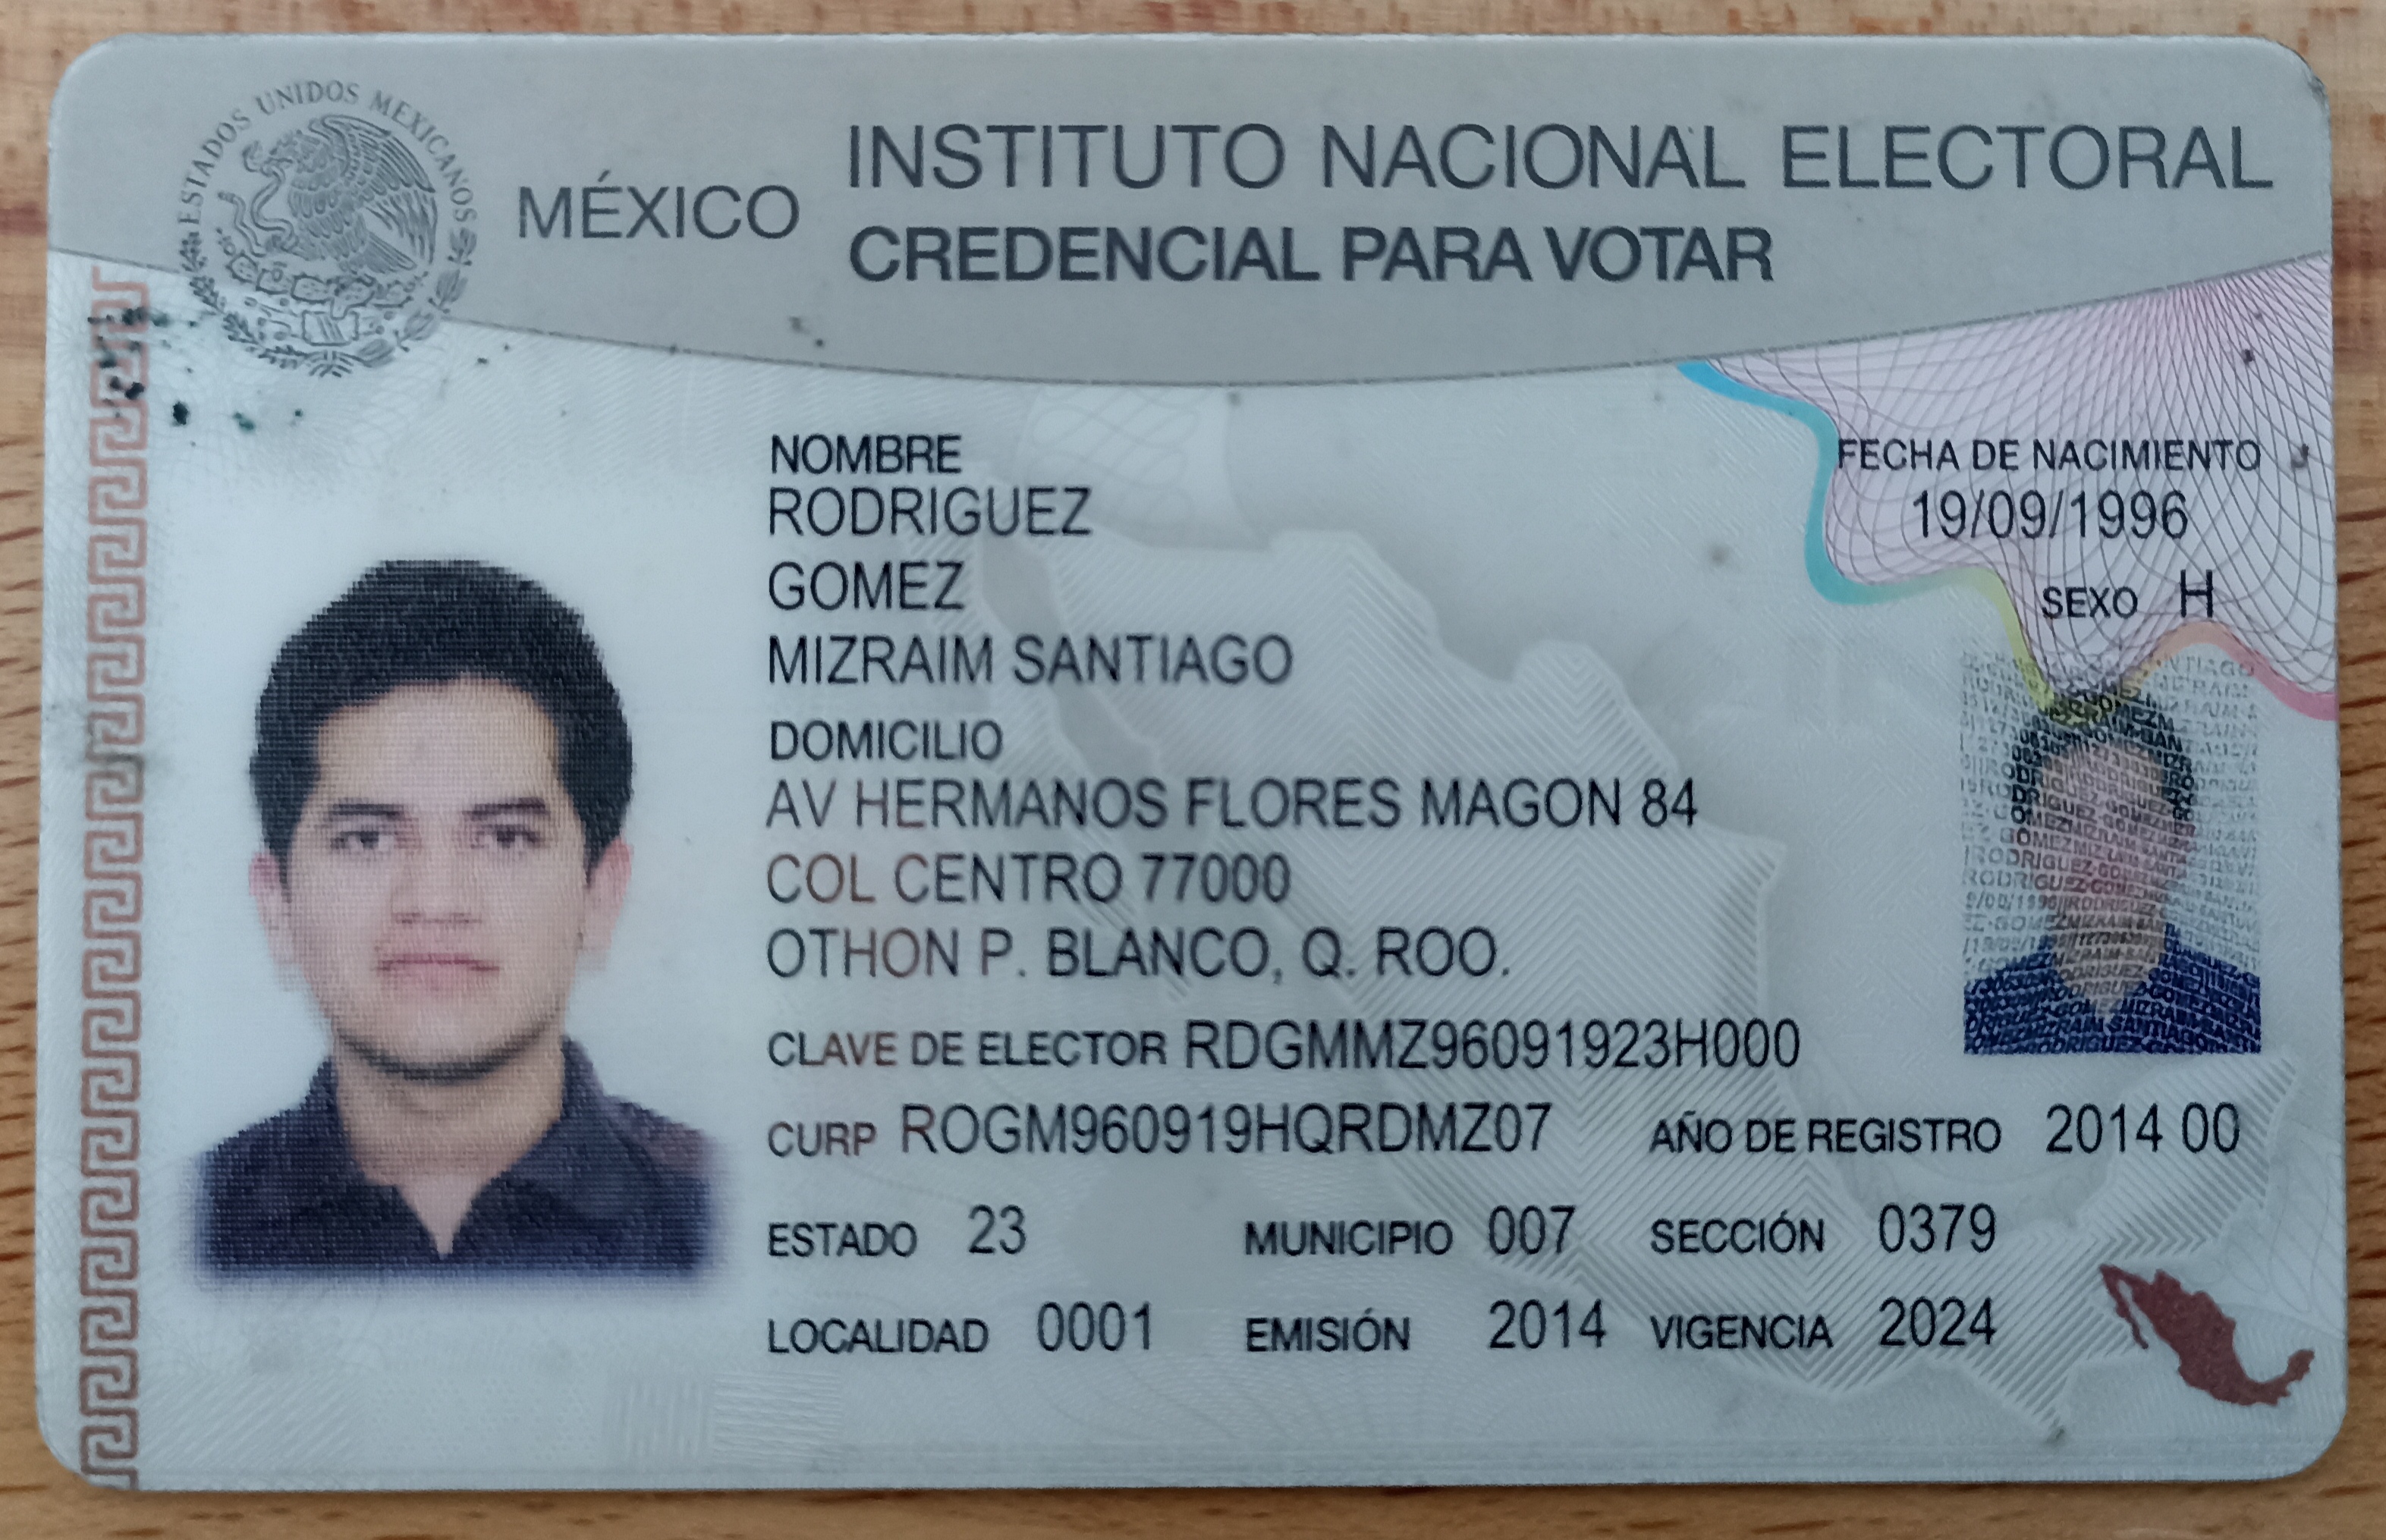 ESTADOS UNIDOS MEXICANOS
MÉXICO
INSTITUTO NACIONAL ELECTORAL
CREDENCIAL PARA VOTAR
NOMBRE
RODRIGUEZ
GOMEZ
MIZRAIM SANTIAGO
FECHA DE NACIMIENTO
19/09/1996
SEXO H
DOMICILIO
AV HERMANOS FLORES MAGON 84
COL CENTRO 77000
OTHON P. BLANCO, Q. ROO.
CLAVE DE ELECTOR RDGMMZ96091923H000
CURP ROGM960919HQRDMZ07 AÑO DE REGISTRO 2014 00
ESTADO 23 MUNICIPIO 007 SECCIÓN 0379
LOCALIDAD 0001 EMISIÓN 2014 VIGENCIA 2024